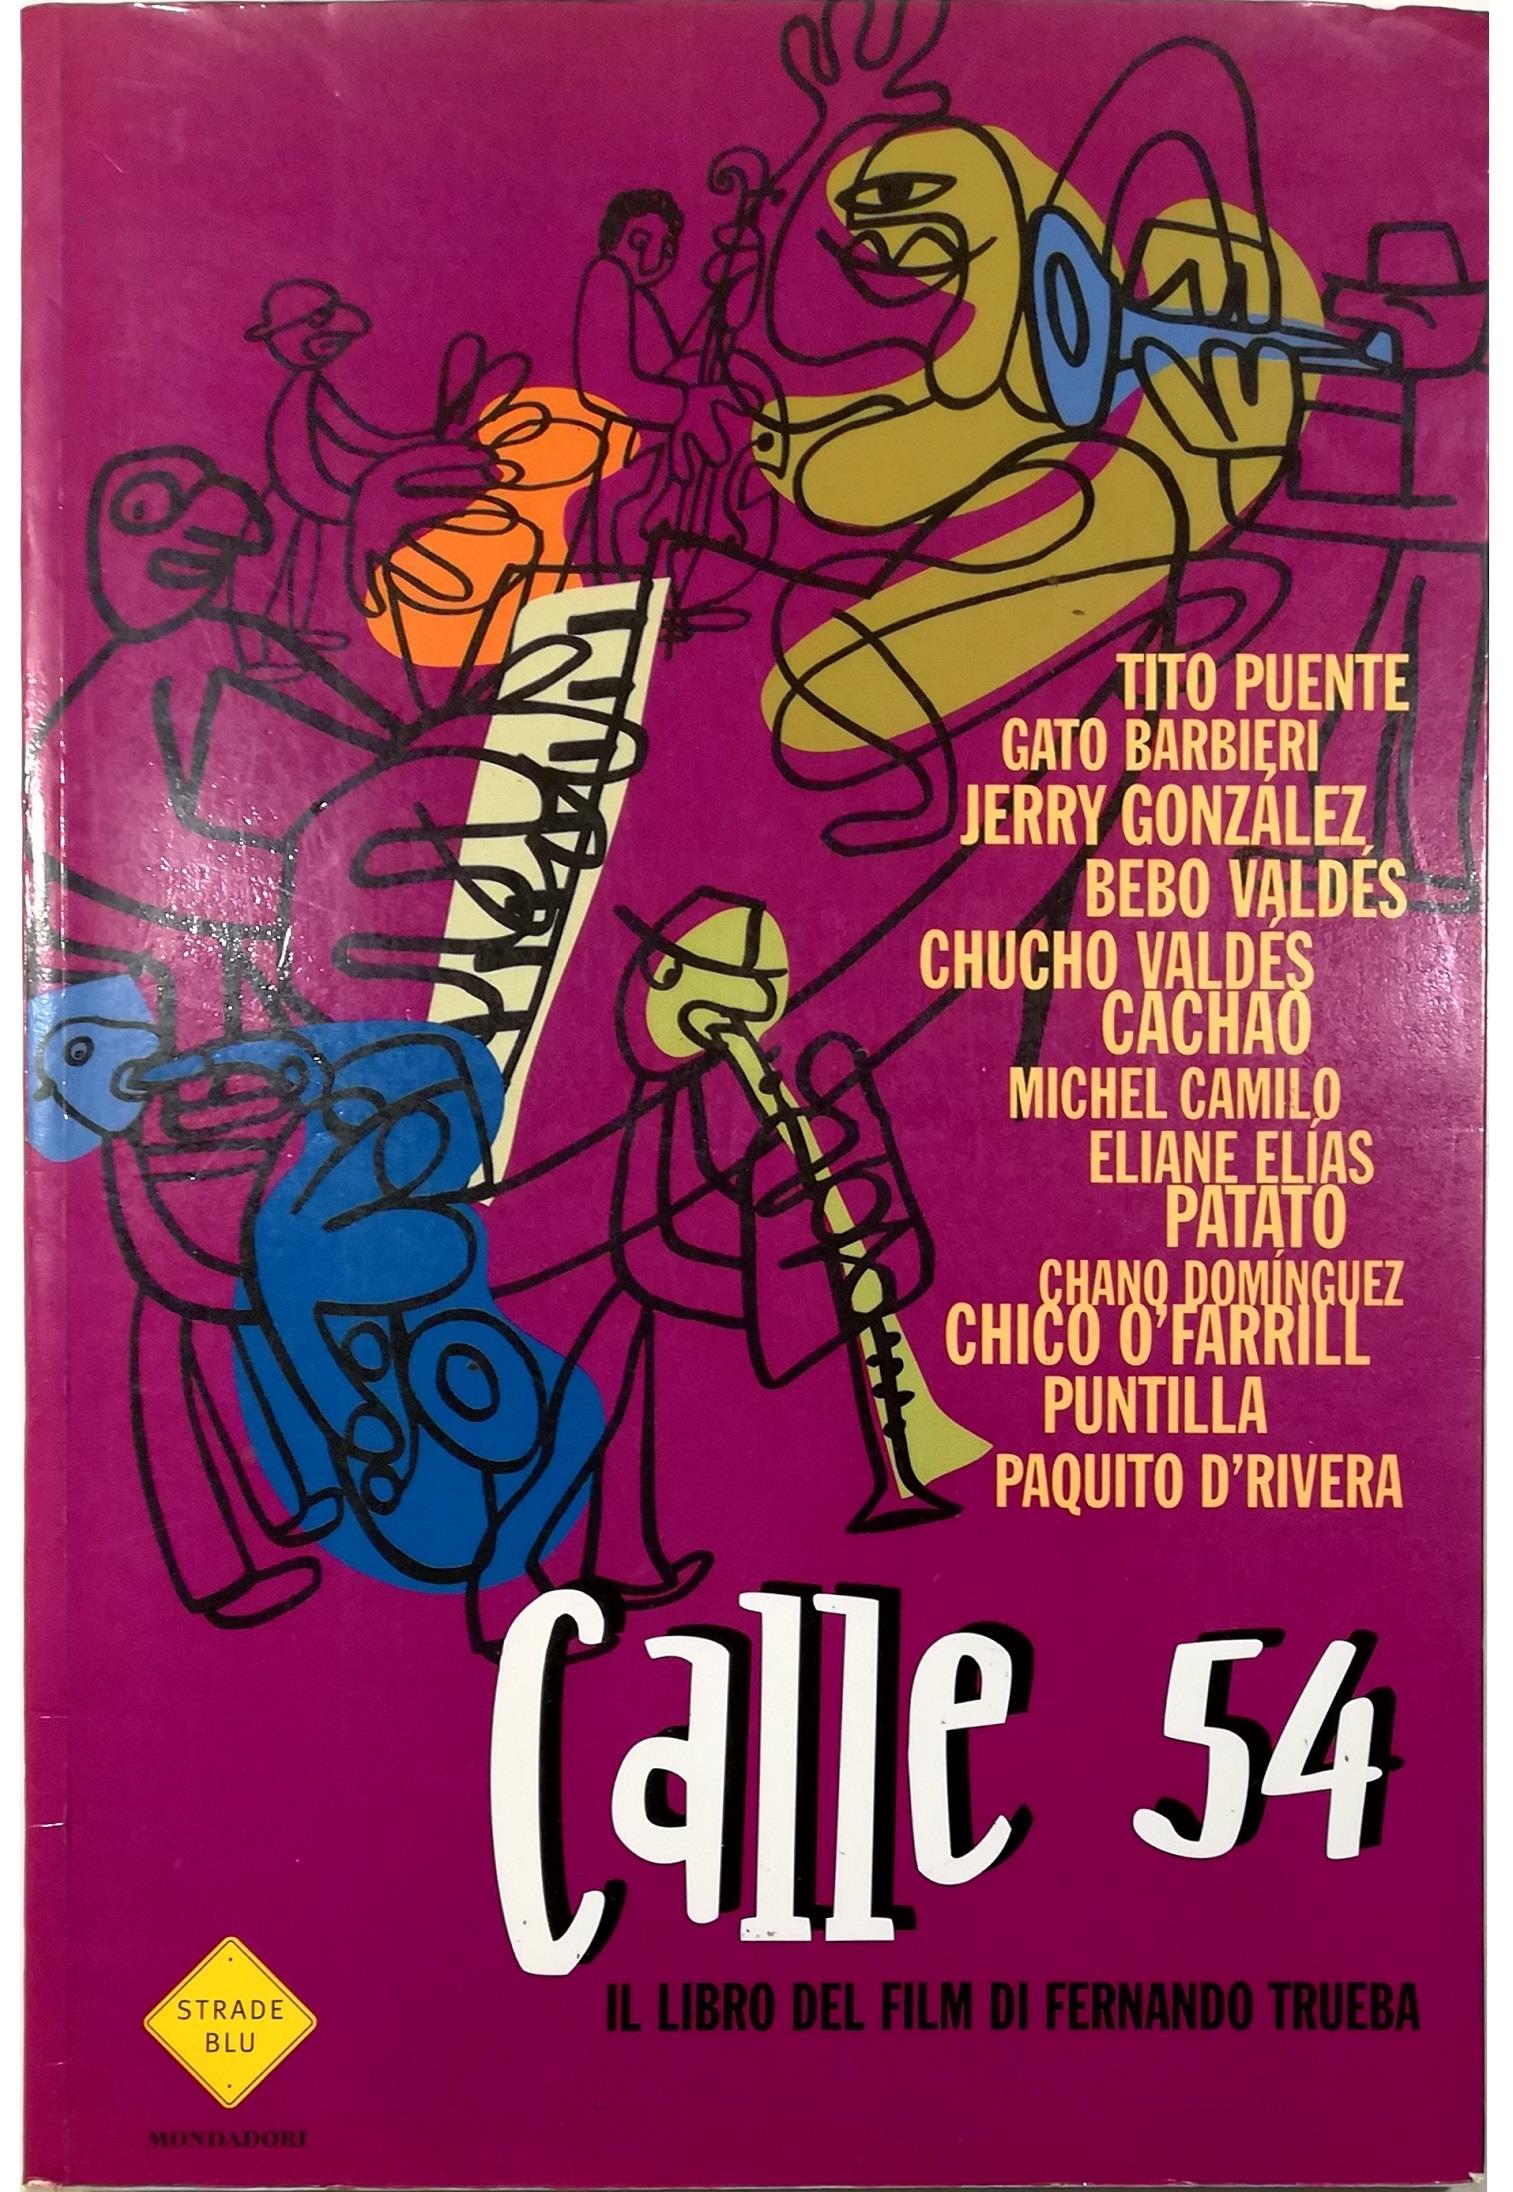 TITO PUENTE
GATO BARBIERI
JERRY GONZÁLEZ
BEBO VALDÉS
CHUCHO VALDÉS
CACHAO
MICHEL CAMILO
ELIANE ELÍAS
PATATO
CHANO DOMÍNGUEZ
CHICO O'FARRILL
PUNTILLA
PAQUITO D'RIVERA
Calle 54
IL LIBRO DEL FILM DI FERNANDO TRUEBA
STRADE
BLU
MONDADORI